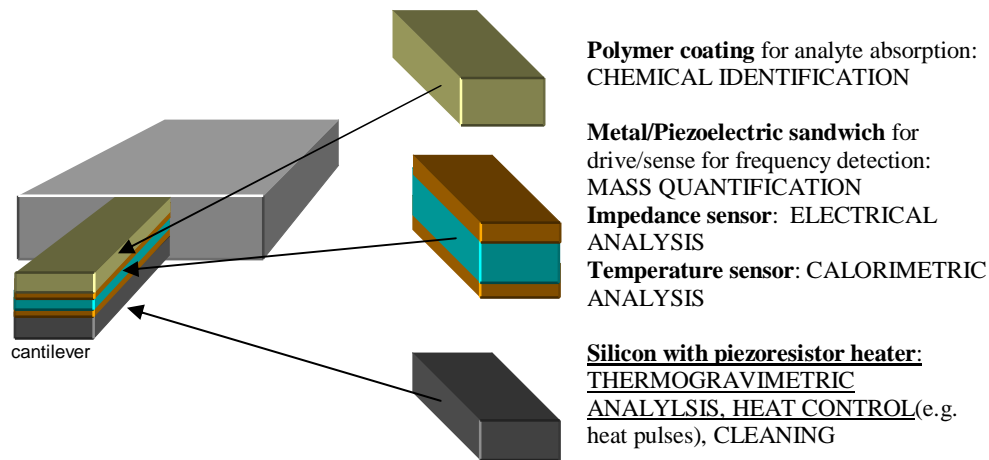 Polymer coating for analyte absorption:
CHEMICAL IDENTIFICATION
Metal/Piezoelectric sandwich for
drive/sense for frequency detection:
MASS QUANTIFICATION
Impedance sensor: ELECTRICAL
ANALYSIS
Temperature sensor: CALORIMETRIC
ANALYSIS
cantilever
Silicon with piezoresistor heater:
THERMOGRAVIMETRIC
ANALYLSIS, HEAT CONTROL(e.g.
heat pulses), CLEANING